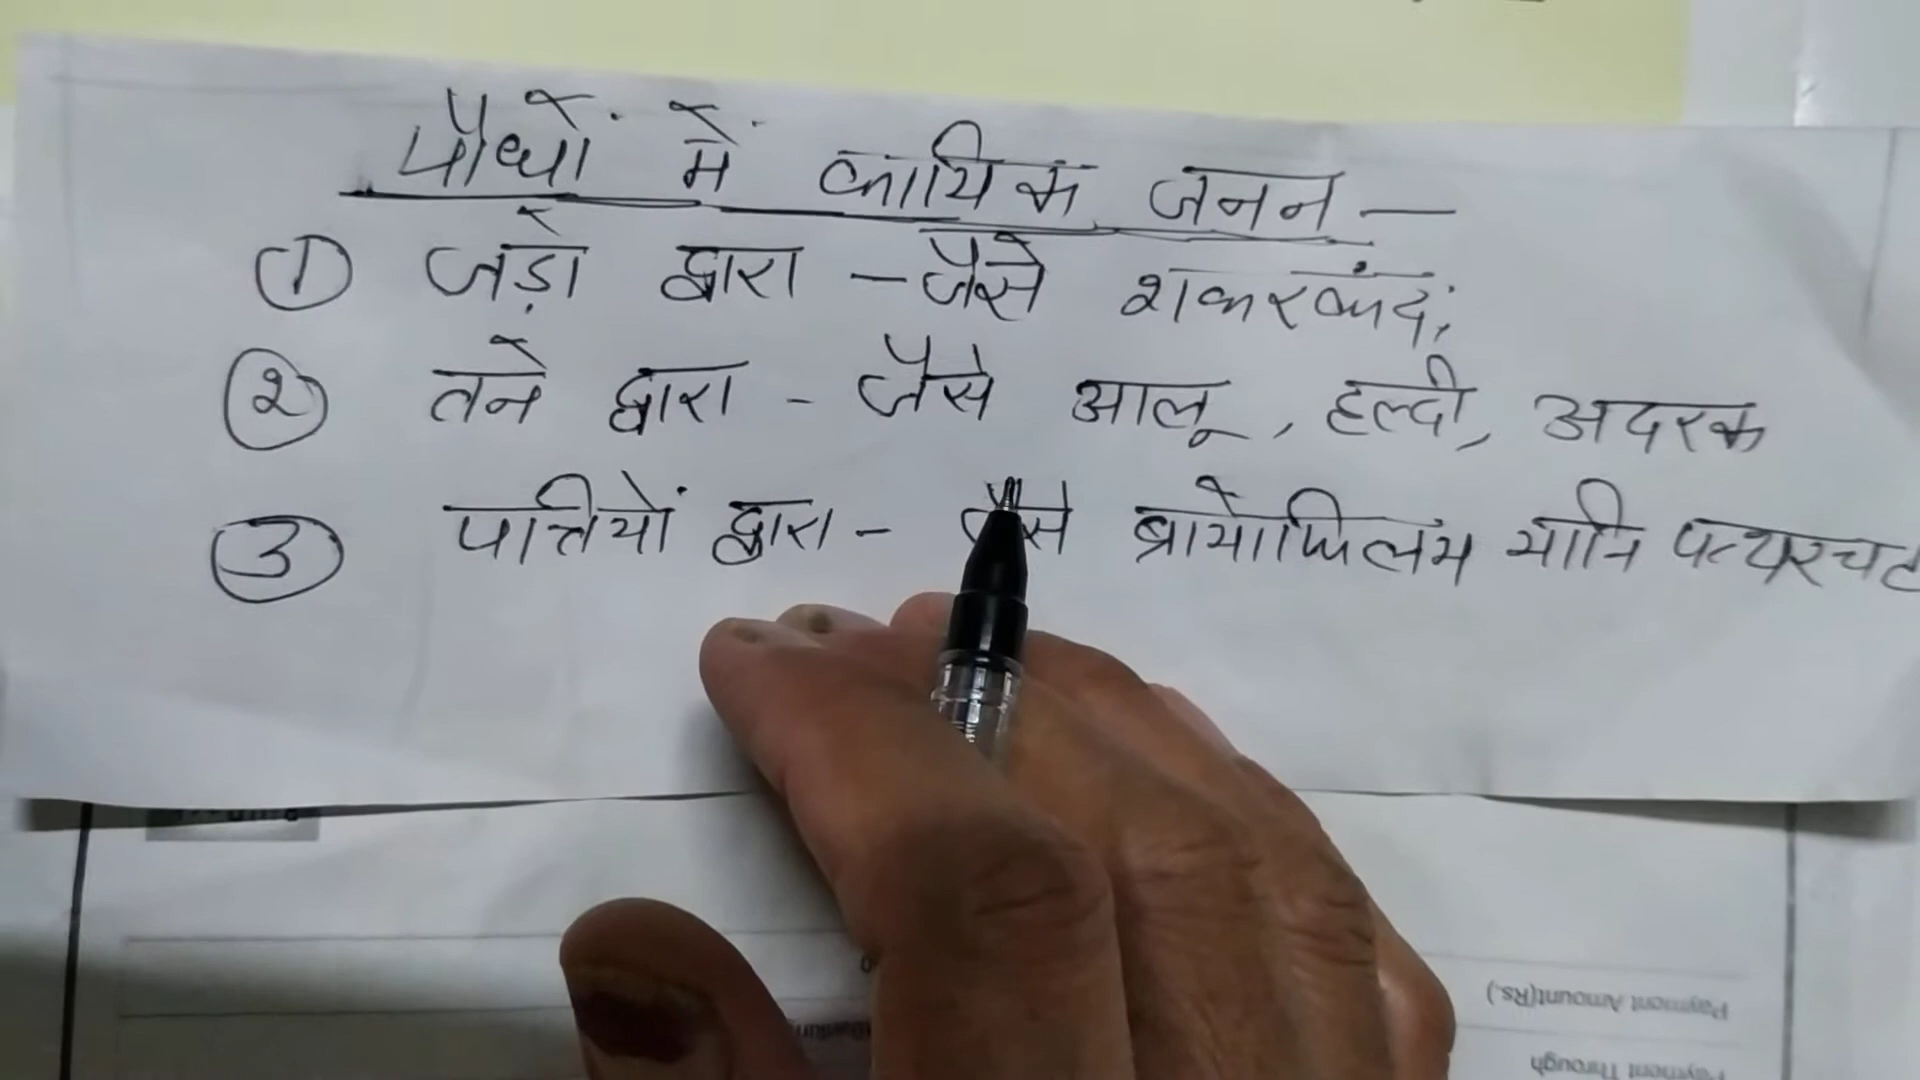 पौधों में कायिक जनन —
① जड़ो द्वारा – जैसे शकरकंद,
② तने द्वारा - जैसे आलू, हल्दी, अदरक
③ पत्तियों द्वारा - जैसे ब्रायोफिलम यानि पत्थरचट
Payment Amount(Rs.)
Payment Through